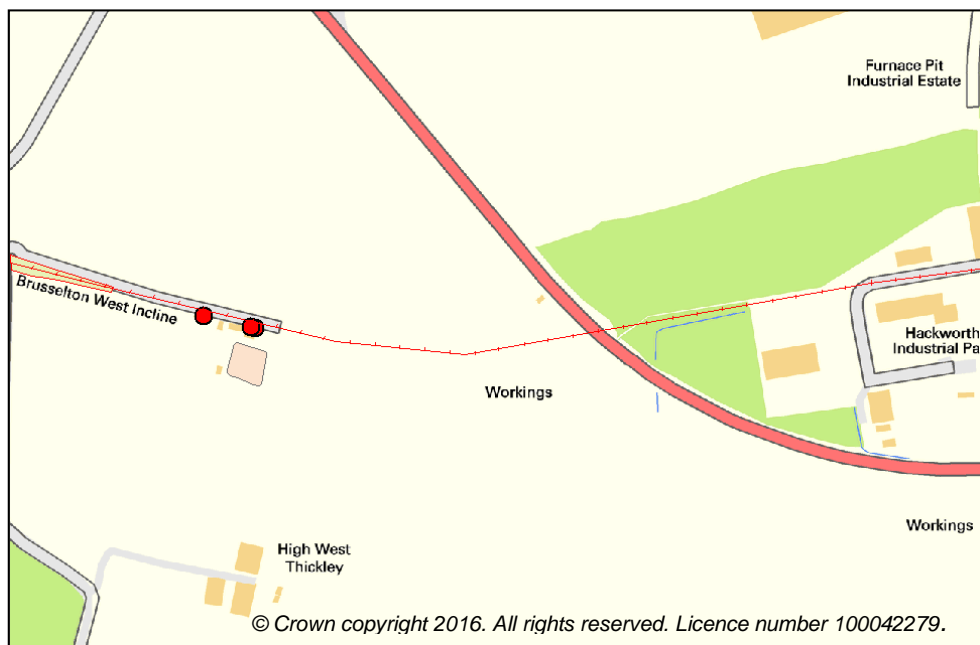 Furnace Pit
Industrial Estate
Brusselton West Incline
Hackworth
Industrial Pa
Workings
Workings
High West
Thickley
© Crown copyright 2016. All rights reserved. Licence number 100042279.